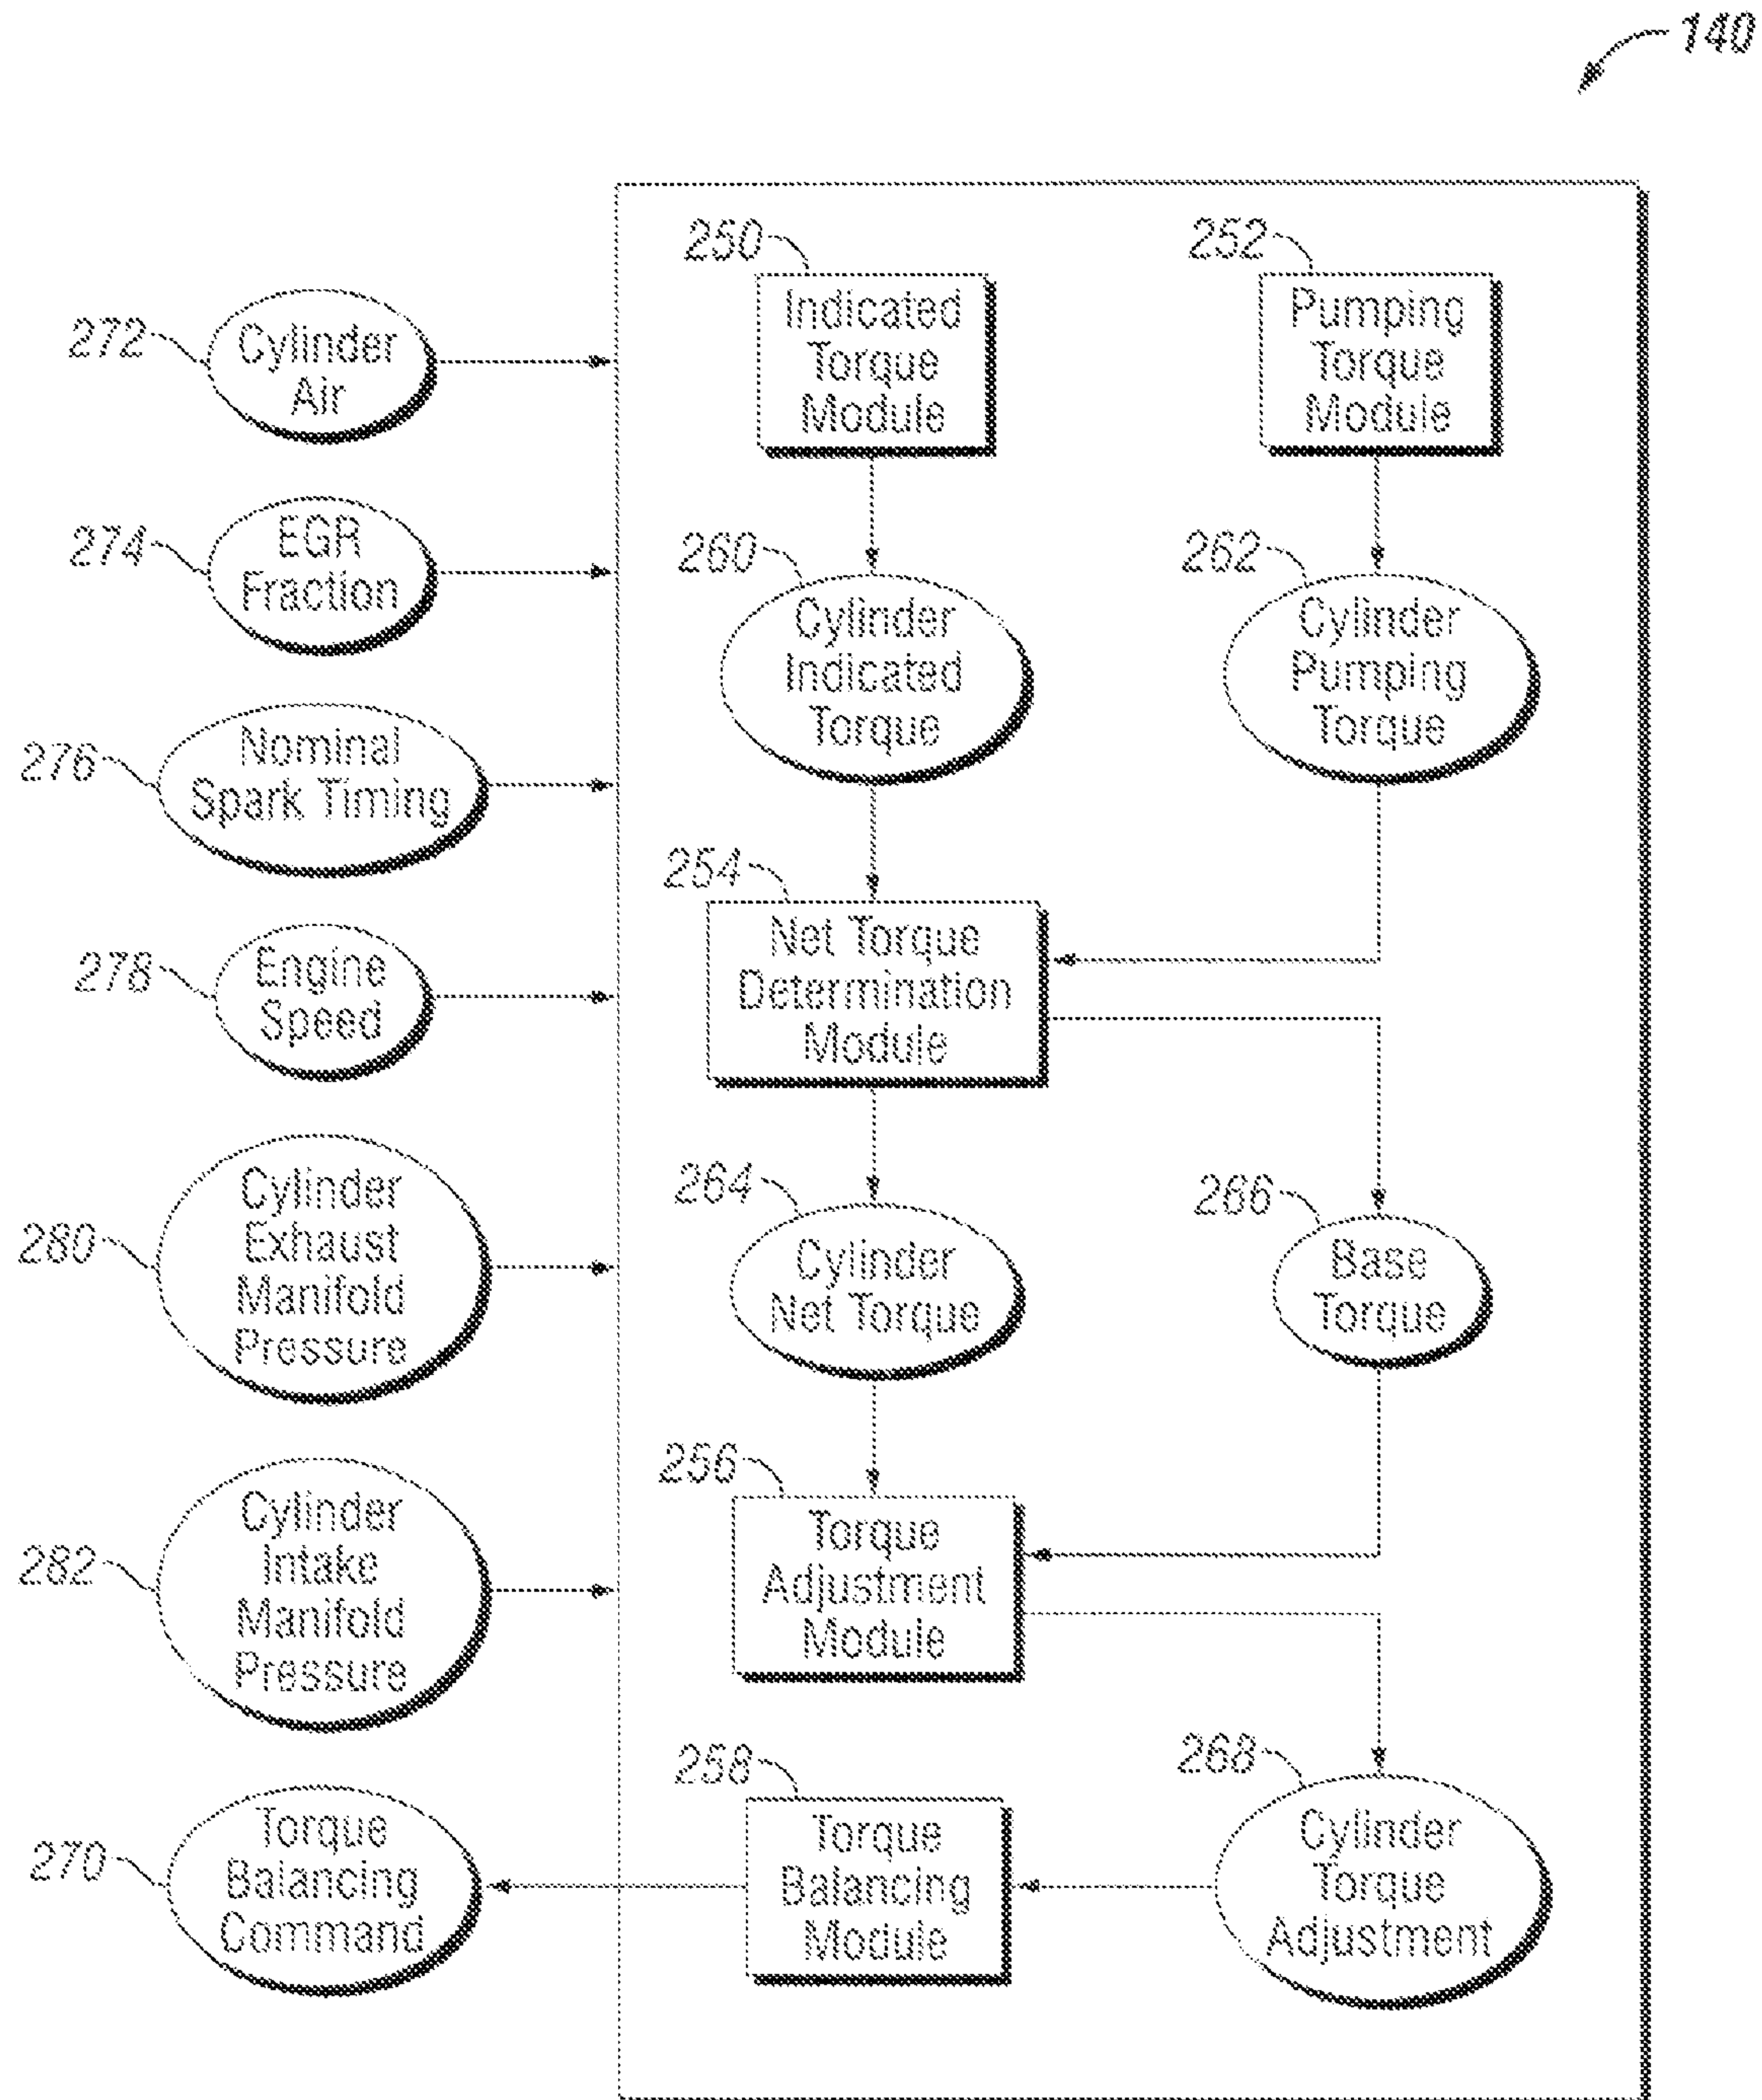 140
250
Indicated
Torque
Module
252
Pumping
Torque
Module
272
Cylinder
Air
274
EGR
Fraction
260
Cylinder
Indicated
Torque
262
Cylinder
Pumping
Torque
276
Nominal
Spark Timing
254
Net Torque
Determination
Module
278
Engine
Speed
280
Cylinder
Exhaust
Manifold
Pressure
264
Cylinder
Net Torque
266
Base
Torque
282
Cylinder
Intake
Manifold
Pressure
256
Torque
Adjustment
Module
270
Torque
Balancing
Command
258
Torque
Balancing
Module
268
Cylinder
Torque
Adjustment